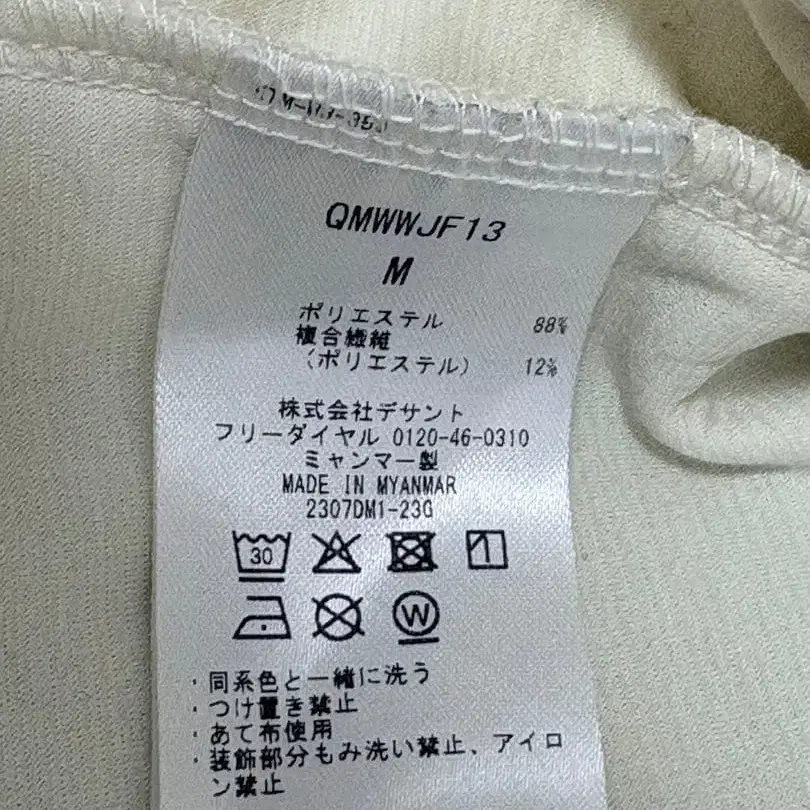 QMWWJF13
M
ポリエステル 88%
複合繊維
(ポリエステル) 12%
株式会社デサント
フリーダイヤル 0120-46-0310
ミャンマー製
MADE IN MYANMAR
2307DM1-23G
30
W
・同系色と一緒に洗う
・つけ置き禁止
・あて布使用
・装飾部分もみ洗い禁止、アイロ
ン禁止